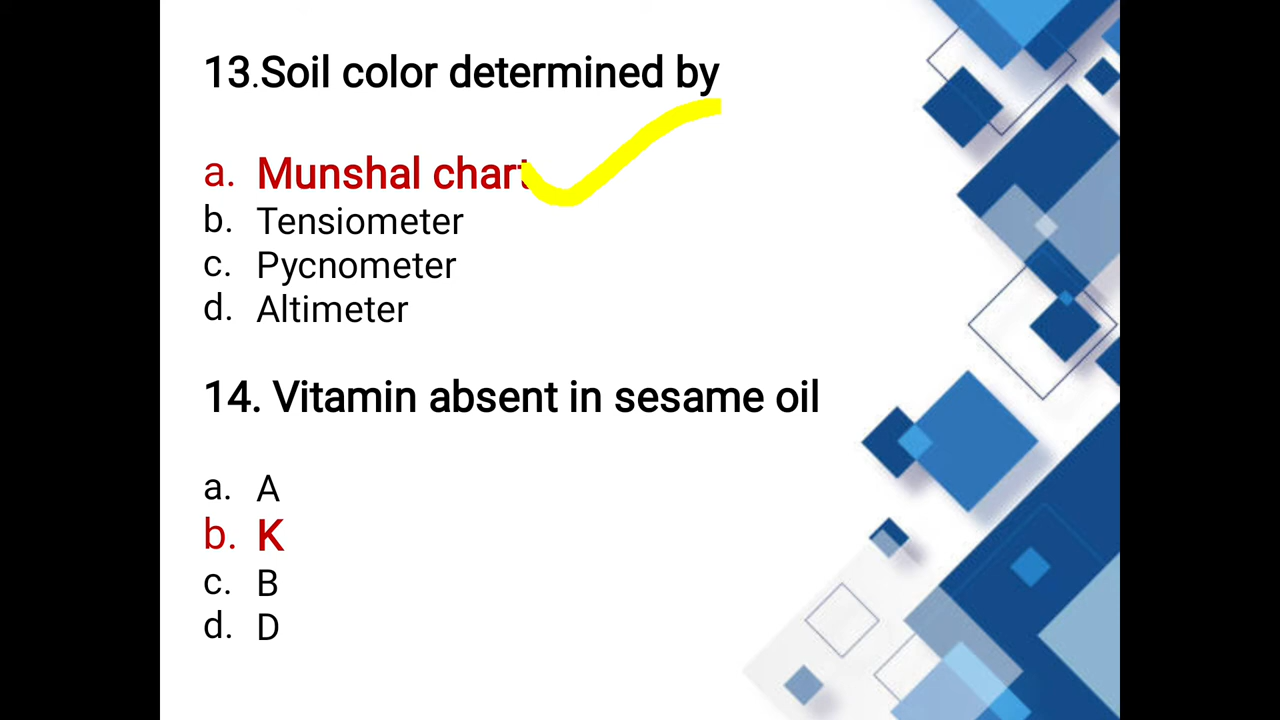 13.Soil color determined by
a. Munshal chart
b. Tensiometer
c. Pycnometer
d. Altimeter
14. Vitamin absent in sesame oil
a. A
b. K
c. B
d. D